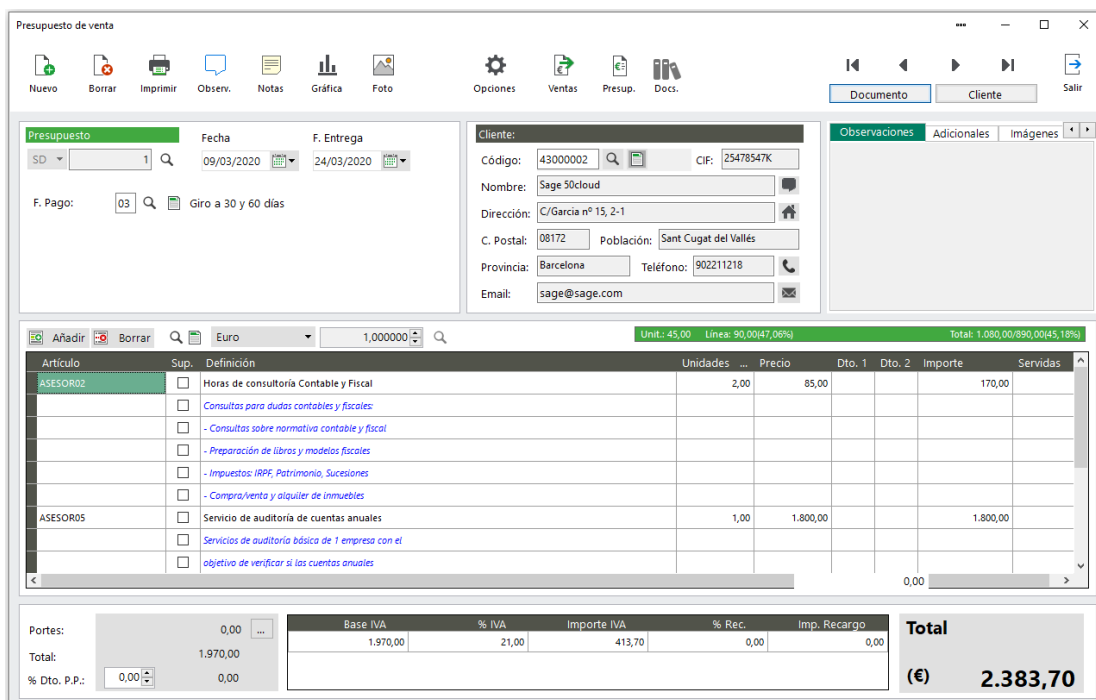 Presupuesto de venta
Nuevo Borrar Imprimir Observ. Notas Gráfica Foto Opciones Ventas Presup. Docs. Salir
Documento Cliente
Presupuesto Fecha F. Entrega
SD 1 09/03/2020 24/03/2020
F. Pago: 03 Giro a 30 y 60 días
Cliente:
Código: 43000002 CIF: 25478547K
Nombre: Sage 50cloud
Dirección: C/Garcia nº 15, 2-1
C. Postal: 08172 Población: Sant Cugat del Vallés
Provincia: Barcelona Teléfono: 902211218
Email: sage@sage.com
Observaciones Adicionales Imágenes
Añadir Borrar Euro 1,000000 Unit.: 45,00 Línea: 90,00(47,06%) Total: 1.080,00/890,00(45,18%)
Artículo Sup. Definición Unidades ... Precio Dto. 1 Dto. 2 Importe Servidas
ASESOR02 Horas de consultoría Contable y Fiscal 2,00 85,00 170,00
Consultas para dudas contables y fiscales:
- Consultas sobre normativa contable y fiscal
- Preparación de libros y modelos fiscales
- Impuestos: IRPF, Patrimonio, Sucesiones
- Compra/venta y alquiler de inmuebles
ASESOR05 Servicio de auditoría de cuentas anuales 1,00 1.800,00 1.800,00
Servicios de auditoría básica de 1 empresa con el
objetivo de verificar si las cuentas anuales
0,00
Portes: 0,00 ...
Total: 1.970,00
% Dto. P.P.: 0,00 0,00
Base IVA % IVA Importe IVA % Rec. Imp. Recargo
1.970,00 21,00 413,70 0,00 0,00
Total
(€) 2.383,70